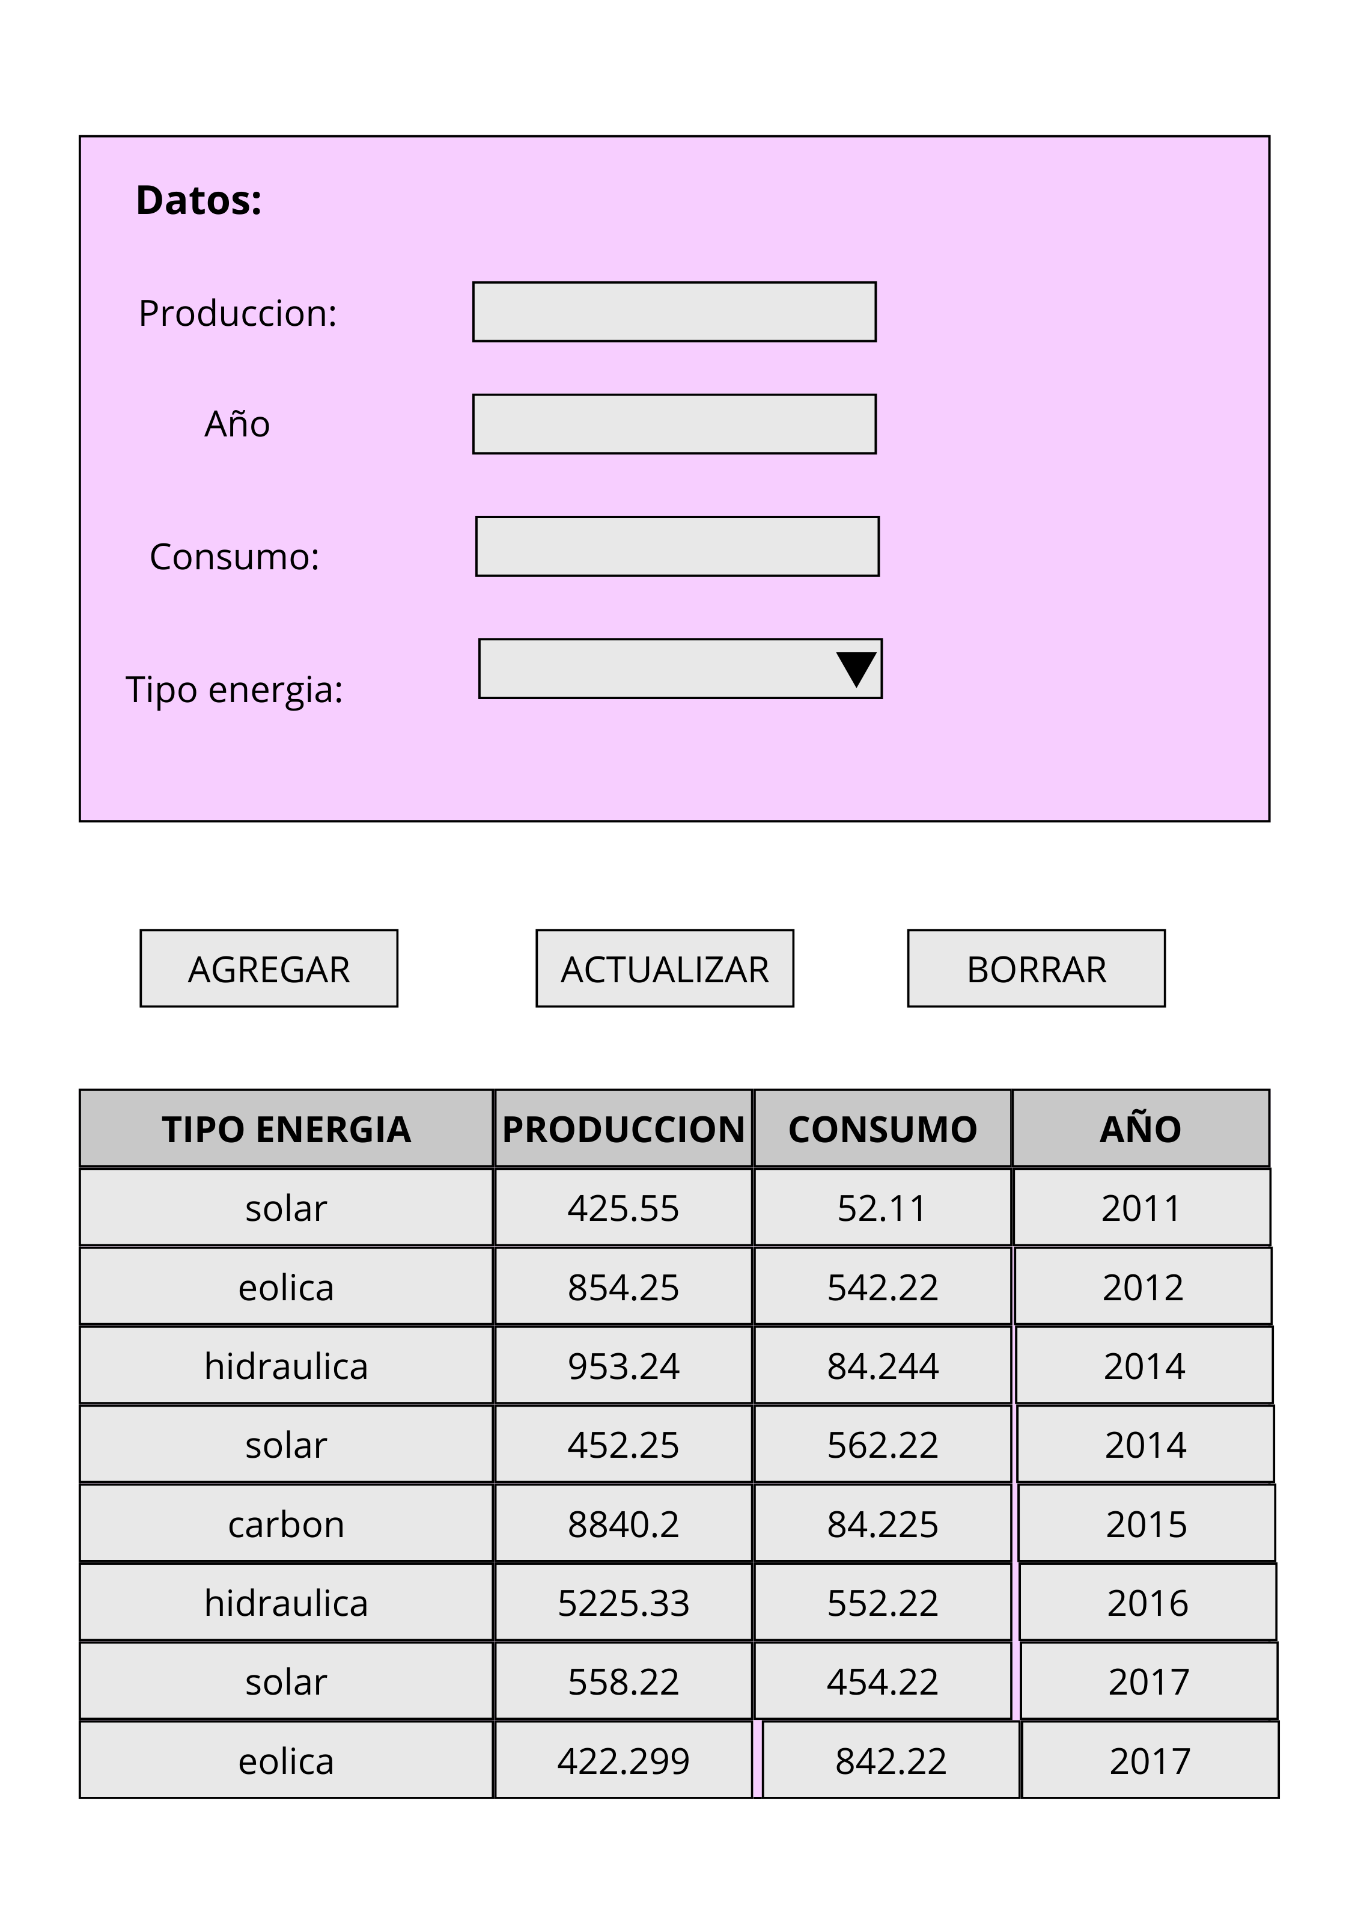 Datos:
Produccion:
Año
Consumo:
Tipo energia:
AGREGAR ACTUALIZAR BORRAR
TIPO ENERGIA PRODUCCION CONSUMO AÑO
solar 425.55 52.11 2011
eolica 854.25 542.22 2012
hidraulica 953.24 84.244 2014
solar 452.25 562.22 2014
carbon 8840.2 84.225 2015
hidraulica 5225.33 552.22 2016
solar 558.22 454.22 2017
eolica 422.299 842.22 2017